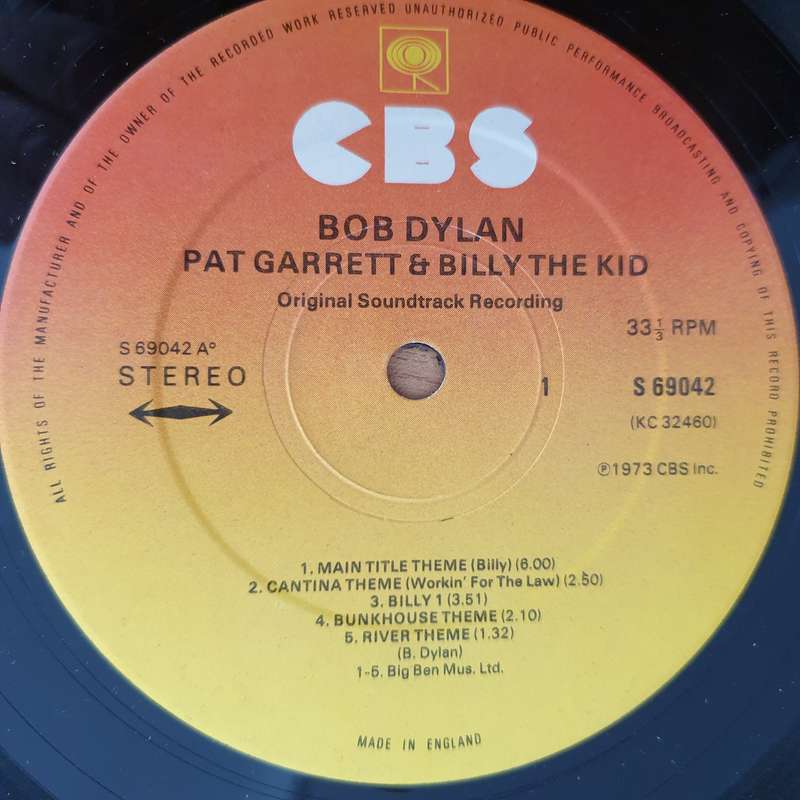 ALL RIGHTS OF THE MANUFACTURER AND OF THE OWNER OF THE RECORDED WORK RESERVED UNAUTHORIZED PUBLIC PERFORMANCE BROADCASTING AND COPYING OF THIS RECORD PROHIBITED
CBS
BOB DYLAN
PAT GARRETT & BILLY THE KID
Original Soundtrack Recording
33⅓ RPM
S 69042 A°
STEREO
1
S 69042
(KC 32460)
℗1973 CBS Inc.
1. MAIN TITLE THEME (Billy) (6.00)
2. CANTINA THEME (Workin' For The Law) (2.50)
3. BILLY 1 (3.51)
4. BUNKHOUSE THEME (2.10)
5. RIVER THEME (1.32)
(B. Dylan)
1-5. Big Ben Mus. Ltd.
MADE IN ENGLAND